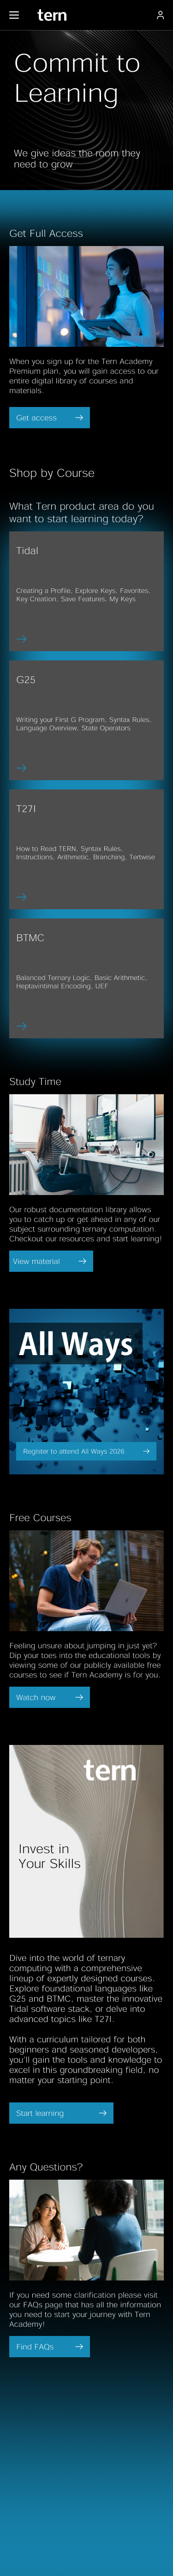 tern
Commit to
Learning
We give ideas the room they
need to grow
Get Full Access
When you sign up for the Tern Academy
Premium plan, you will gain access to our
entire digital library of courses and
materials.
Get access
Shop by Course
What Tern product area do you
want to start learning today?
Tidal
Creating a Profile, Explore Keys, Favorites,
Key Creation, Save Features, My Keys
G25
Writing your First G Program, Syntax Rules,
Language Overview, State Operators
T27I
How to Read TERN, Syntax Rules,
Instructions, Arithmetic, Branching, Tertwise
BTMC
Balanced Ternary Logic, Basic Arithmetic,
Heptavintimal Encoding, UEF
Study Time
Our robust documentation library allows
you to catch up or get ahead in any of our
subject surrounding ternary computation.
Checkout our resources and start learning!
View material
All Ways
Register to attend All Ways 2026
Free Courses
Feeling unsure about jumping in just yet?
Dip your toes into the educational tools by
viewing some of our publicly available free
courses to see if Tern Academy is for you.
Watch now
tern
Invest in
Your Skills
Dive into the world of ternary
computing with a comprehensive
lineup of expertly designed courses.
Explore foundational languages like
G25 and BTMC, master the innovative
Tidal software stack, or delve into
advanced topics like T27I.
With a curriculum tailored for both
beginners and seasoned developers,
you'll gain the tools and knowledge to
excel in this groundbreaking field, no
matter your starting point.
Start learning
Any Questions?
If you need some clarification please visit
our FAQs page that has all the information
you need to start your journey with Tern
Academy!
Find FAQs